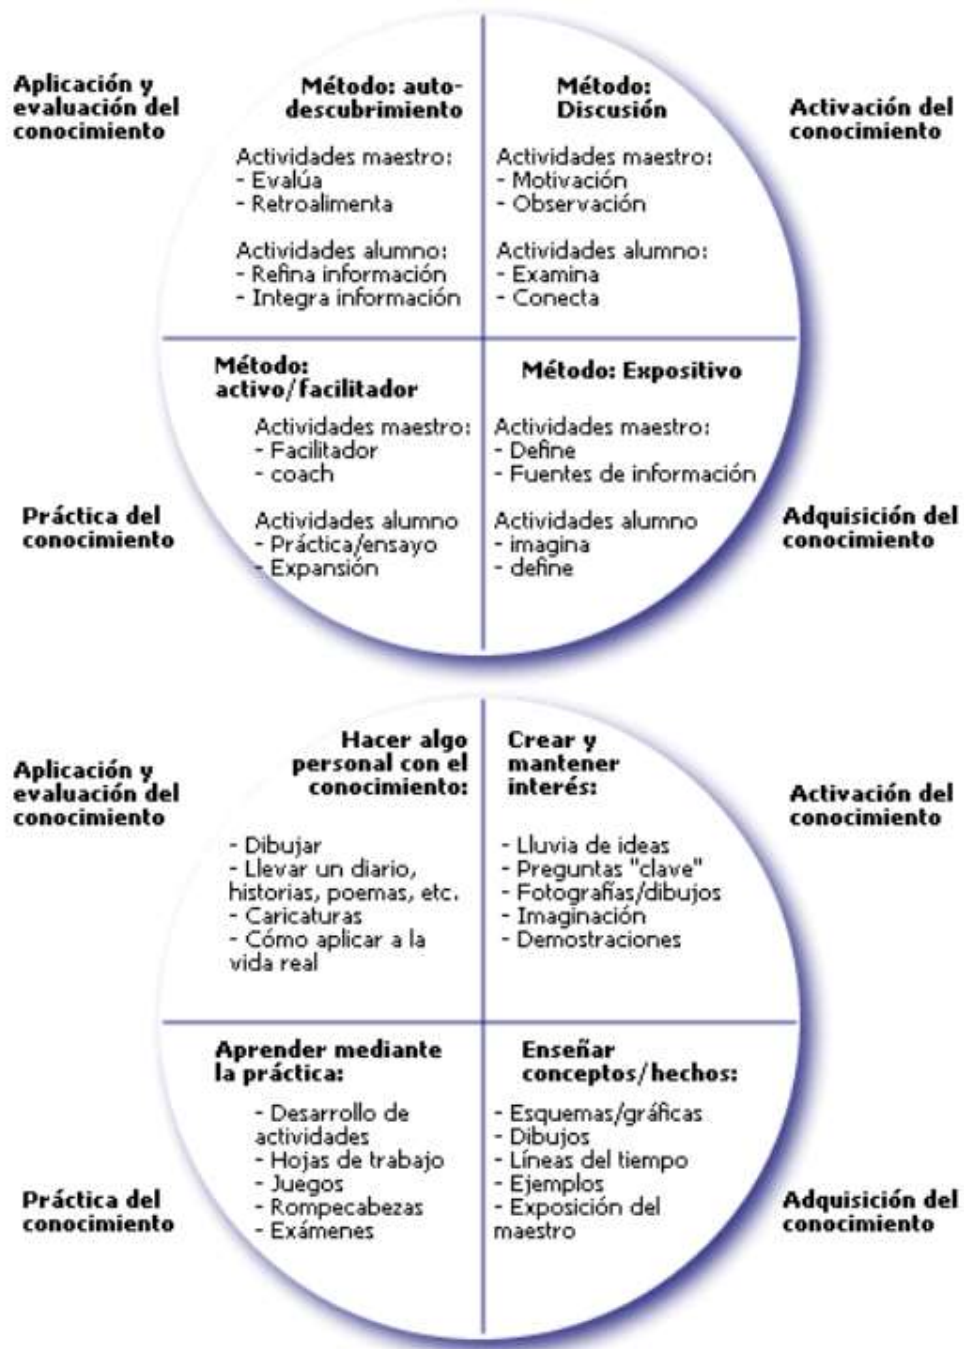 Aplicación y
evaluación del
conocimiento
Método: auto-
descubrimiento
Actividades maestro:
- Evalúa
- Retroalimenta
Actividades alumno:
- Refina información
- Integra información
Método:
Discusión
Actividades maestro:
- Motivación
- Observación
Actividades alumno:
- Examina
- Conecta
Activación del
conocimiento
Práctica del
conocimiento
Método:
activo/facilitador
Actividades maestro:
- Facilitador
- coach
Actividades alumno
- Práctica/ensayo
- Expansión
Método: Expositivo
Actividades maestro:
- Define
- Fuentes de información
Actividades alumno
- imagina
- define
Adquisición del
conocimiento
Aplicación y
evaluación del
conocimiento
Hacer algo
personal con el
conocimiento:
- Dibujar
- Llevar un diario,
historias, poemas, etc.
- Caricaturas
- Cómo aplicar a la
vida real
Crear y
mantener
interés:
- Lluvia de ideas
- Preguntas "clave"
- Fotografías/dibujos
- Imaginación
- Demostraciones
Activación del
conocimiento
Práctica del
conocimiento
Aprender mediante
la práctica:
- Desarrollo de
actividades
- Hojas de trabajo
- Juegos
- Rompecabezas
- Exámenes
Enseñar
conceptos/hechos:
- Esquemas/gráficas
- Dibujos
- Líneas del tiempo
- Ejemplos
- Exposición del
maestro
Adquisición del
conocimiento